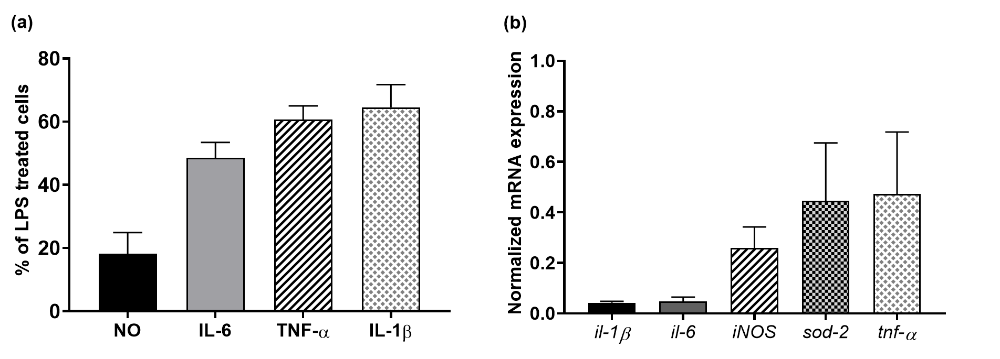 (a)
% of LPS treated cells
80
60
40
20
0
NO IL-6 TNF-α IL-1β
(b)
Normalized mRNA expression
1.0
0.8
0.6
0.4
0.2
0.0
il-1β il-6 iNOS sod-2 tnf-α